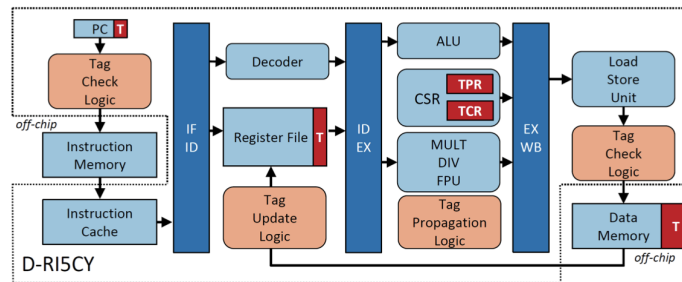 PC T
Tag
Check
Logic
off-chip
Instruction
Memory
Instruction
Cache
D-RI5CY
IF
ID
Decoder
Register File T
Tag
Update
Logic
ID
EX
ALU
CSR
TPR
TCR
MULT
DIV
FPU
Tag
Propagation
Logic
EX
WB
Load
Store
Unit
Tag
Check
Logic
Data
Memory
T
off-chip